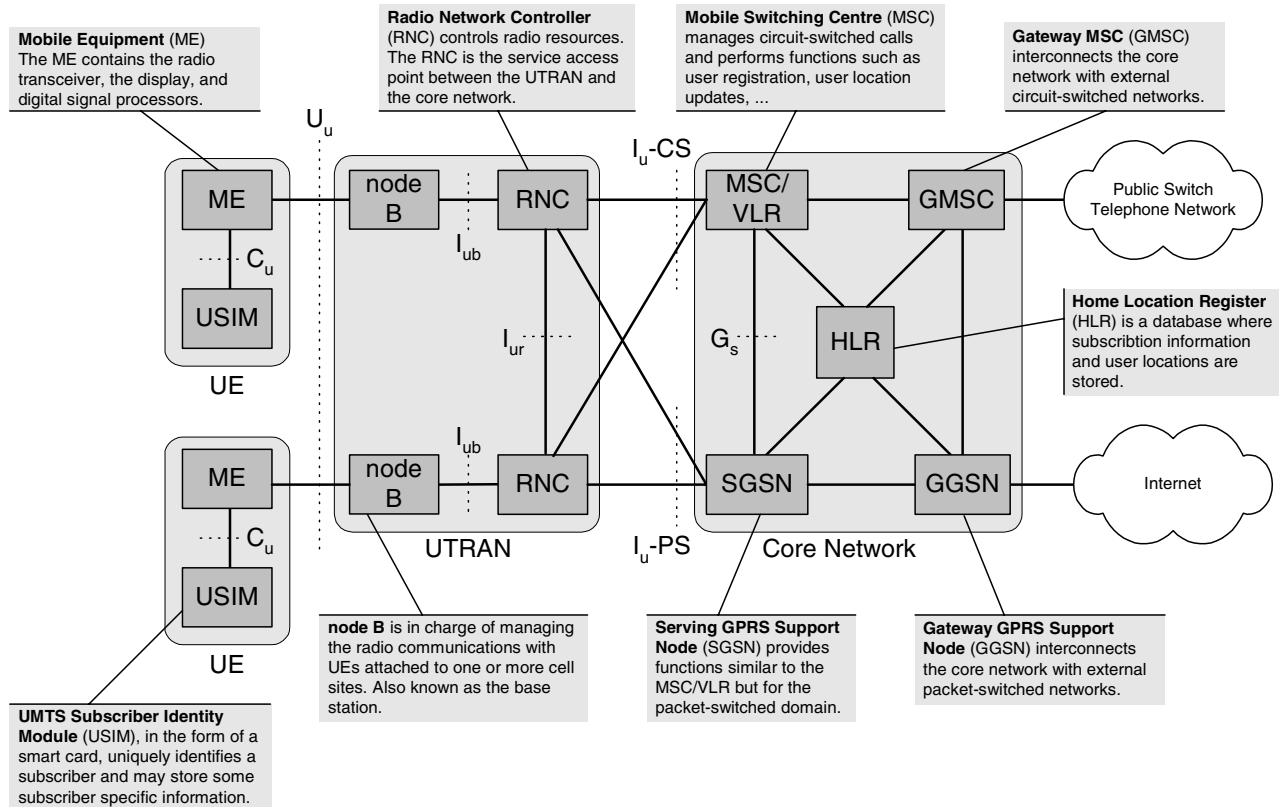 Mobile Equipment (ME)
The ME contains the radio
transceiver, the display, and
digital signal processors.
Radio Network Controller
(RNC) controls radio resources.
The RNC is the service access
point between the UTRAN and
the core network.
Mobile Switching Centre (MSC)
manages circuit-switched calls
and performs functions such as
user registration, user location
updates, ...
Gateway MSC (GMSC)
interconnects the core
network with external
circuit-switched networks.
Uu
Iu-CS
ME
node
B
RNC
MSC/
VLR
GMSC
Public Switch
Telephone Network
Iub
Cu
USIM
UE
Iur
Gs
HLR
Home Location Register
(HLR) is a database where
subscribtion information
and user locations are
stored.
Iub
ME
node
B
RNC
SGSN
GGSN
Internet
Cu
USIM
UE
UTRAN
Iu-PS
Core Network
node B is in charge of managing
the radio communications with
UEs attached to one or more cell
sites. Also known as the base
station.
Serving GPRS Support
Node (SGSN) provides
functions similar to the
MSC/VLR but for the
packet-switched domain.
Gateway GPRS Support
Node (GGSN) interconnects
the core network with external
packet-switched networks.
UMTS Subscriber Identity
Module (USIM), in the form of a
smart card, uniquely identifies a
subscriber and may store some
subscriber specific information.